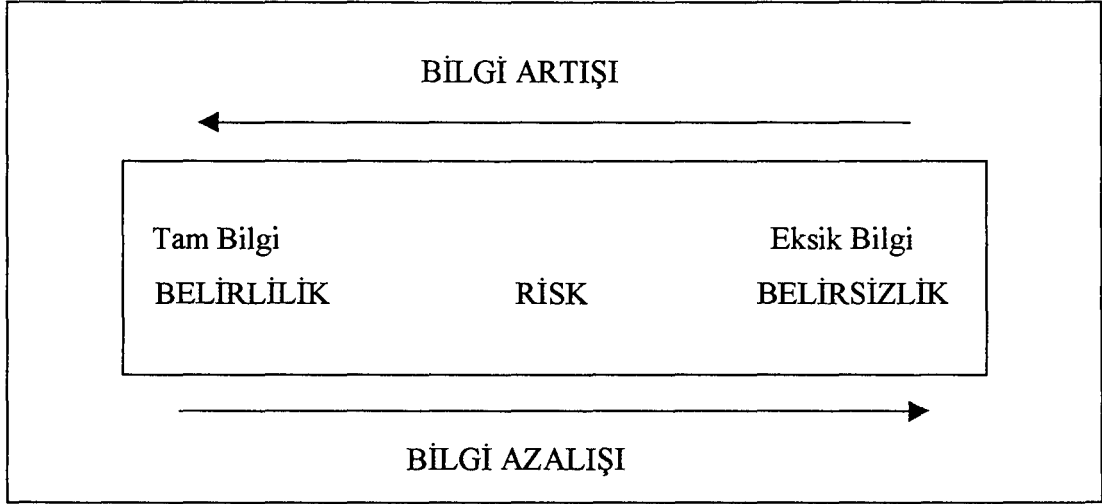 BİLGİ ARTIŞI
Tam Bilgi Eksik Bilgi
BELİRLİLİK RİSK BELİRSİZLİK
BİLGİ AZALIŞI